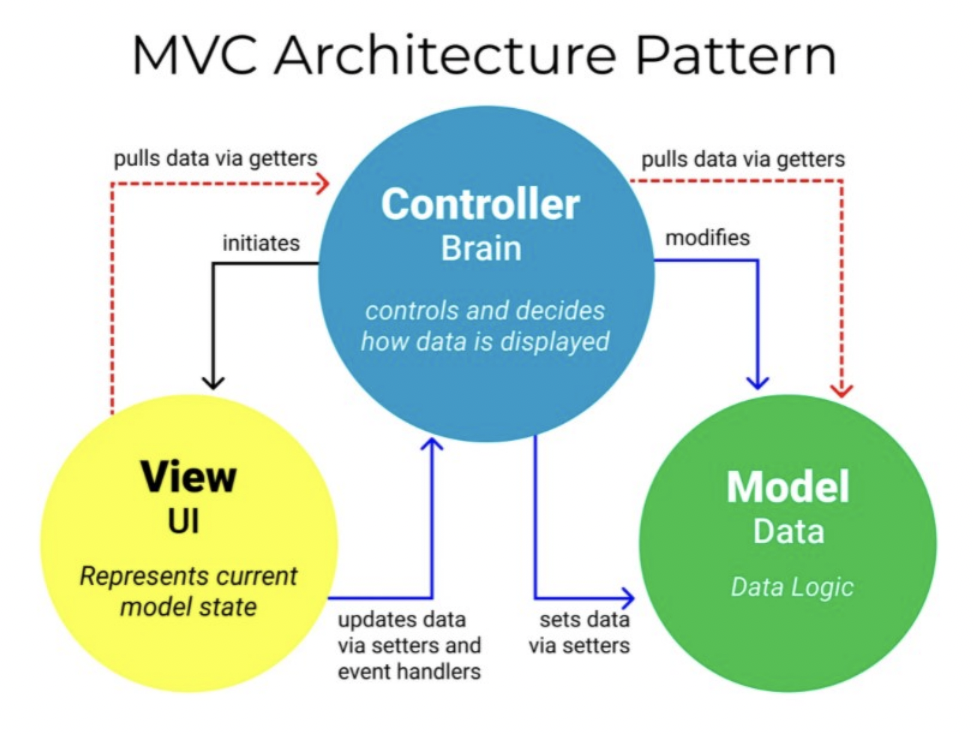 MVC Architecture Pattern
pulls data via getters
pulls data via getters
Controller
Brain
controls and decides
how data is displayed
initiates
modifies
View
UI
Represents current
model state
Model
Data
Data Logic
updates data
via setters and
event handlers
sets data
via setters